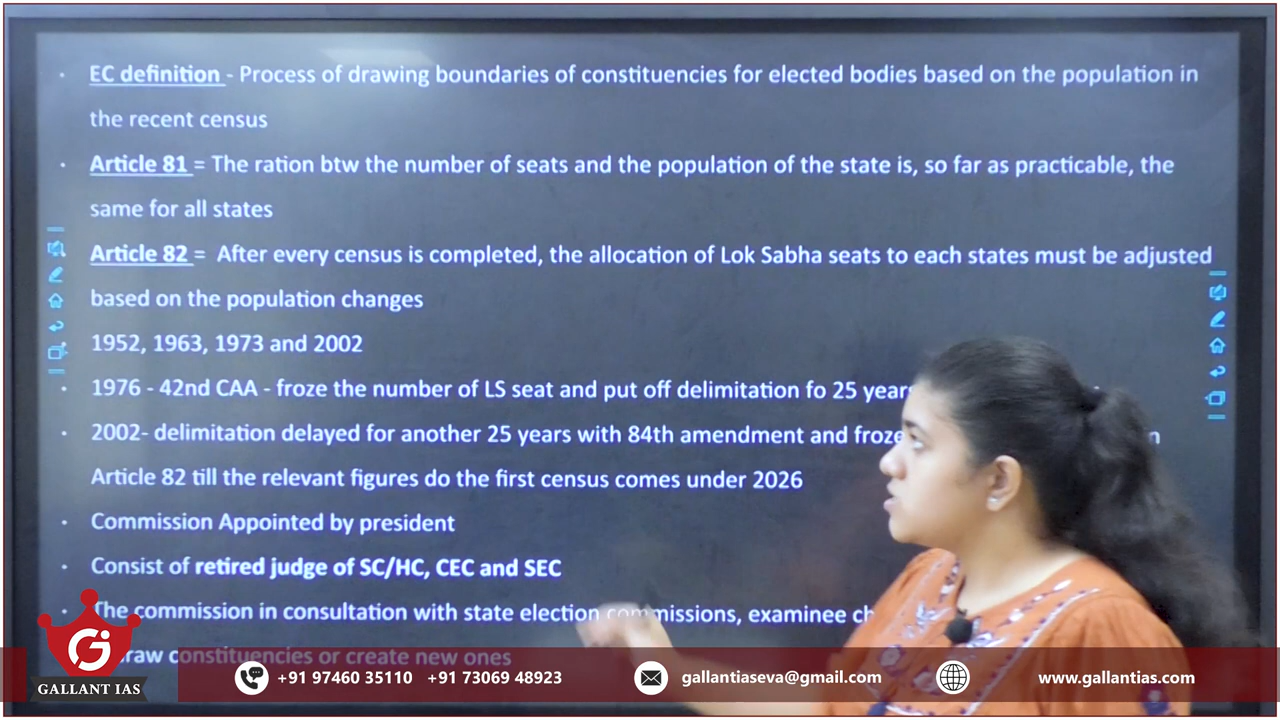 EC definition - Process of drawing boundaries of constituencies for elected bodies based on the population in
the recent census
Article 81 = The ration btw the number of seats and the population of the state is, so far as practicable, the
same for all states
Article 82 = After every census is completed, the allocation of Lok Sabha seats to each states must be adjusted
based on the population changes
1952, 1963, 1973 and 2002
1976 - 42nd CAA - froze the number of LS seat and put off delimitation fo 25 years
2002- delimitation delayed for another 25 years with 84th amendment and froze
Article 82 till the relevant figures do the first census comes under 2026
Commission Appointed by president
Consist of retired judge of SC/HC, CEC and SEC
The commission in consultation with state election commissions, examinee
constituencies or create new ones
Gi
GALLANT IAS
+91 97460 35110 +91 73069 48923
gallantiaseva@gmail.com
www.gallantias.com